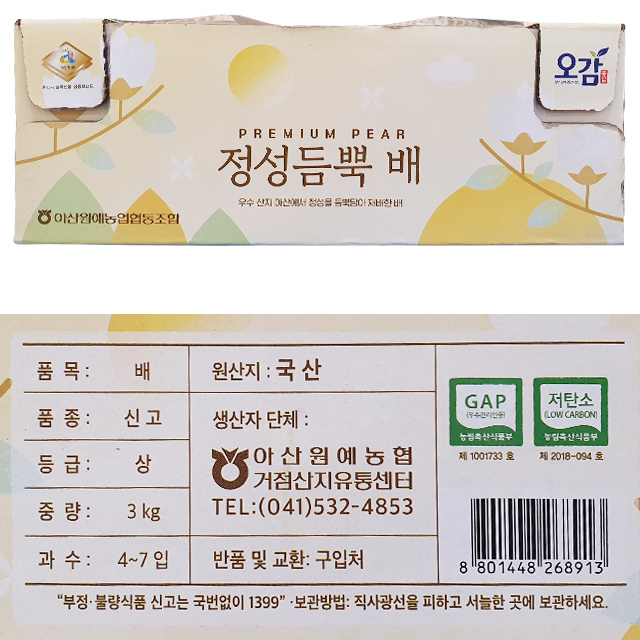 오감
PREMIUM PEAR
정성듬뿍 배
우수 산지 아산에서 정성을 듬뿍담아 재배한 배
아산원예농업협동조합
품 목 : 배
원산지 : 국 산
품 종 : 신 고
생산자 단체 :
등 급 : 상
아 산 원 예 농 협
거점산지유통센터
중 량 : 3 kg
TEL:(041)532-4853
과 수 : 4~7 입
반품 및 교환: 구입처
GAP
(우수관리인증)
농림축산식품부
제 1001733 호
저탄소
(LOW CARBON)
농림축산식품부
제 2018-094 호
8 801448 268913
“부정·불량식품 신고는 국번없이 1399” ·보관방법: 직사광선을 피하고 서늘한 곳에 보관하세요.